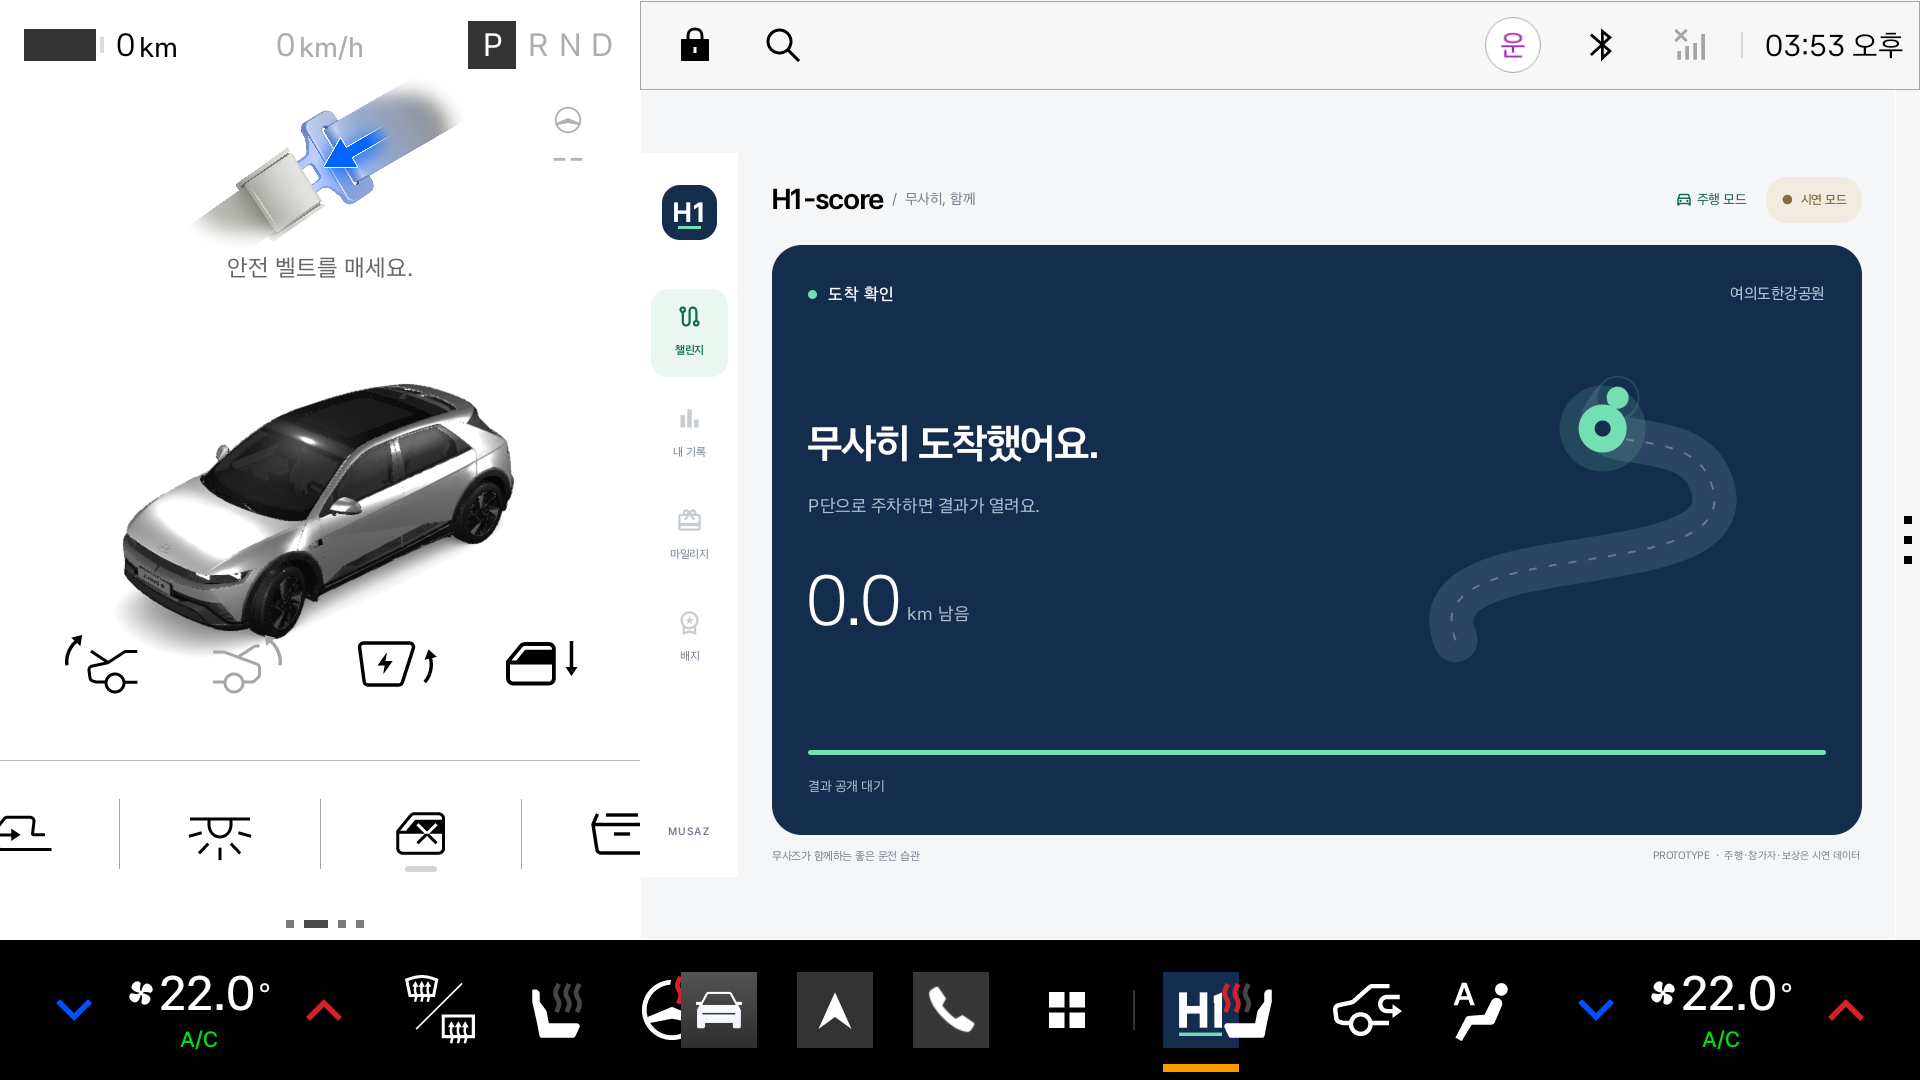 0 km
0 km/h
P R N D
운
03:53 오후
안전 벨트를 매세요.
H1
챌린지
내 기록
마일리지
배지
MUSAZ
H1-score / 무사히, 함께
주행 모드
시연 모드
도착 확인
여의도한강공원
무사히 도착했어요.
P단으로 주차하면 결과가 열려요.
0.0 km 남음
결과 공개 대기
무사즈가 함께하는 좋은 운전 습관
PROTOTYPE · 주행·참가자·보상은 시연 데이터
22.0°
A/C
H1
A
22.0°
A/C